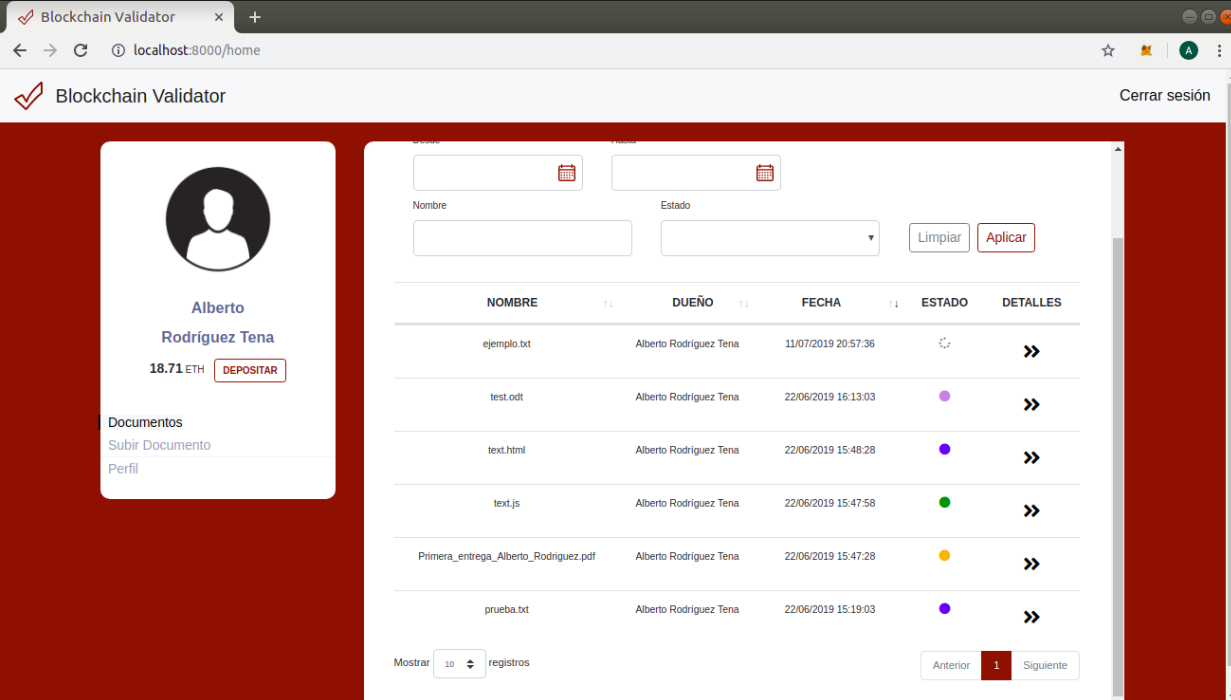 Blockchain Validator
localhost:8000/home
A
Blockchain Validator
Cerrar sesión
Alberto
Rodríguez Tena
18.71 ETH DEPOSITAR
Documentos
Subir Documento
Perfil
Desde Hasta
Nombre Estado
Limpiar Aplicar
NOMBRE DUEÑO FECHA ESTADO DETALLES
ejemplo.txt Alberto Rodríguez Tena 11/07/2019 20:57:36
test.odt Alberto Rodríguez Tena 22/06/2019 16:13:03
text.html Alberto Rodríguez Tena 22/06/2019 15:48:28
text.js Alberto Rodríguez Tena 22/06/2019 15:47:58
Primera_entrega_Alberto_Rodriguez.pdf Alberto Rodríguez Tena 22/06/2019 15:47:28
prueba.txt Alberto Rodríguez Tena 22/06/2019 15:19:03
Mostrar 10 registros
Anterior 1 Siguiente